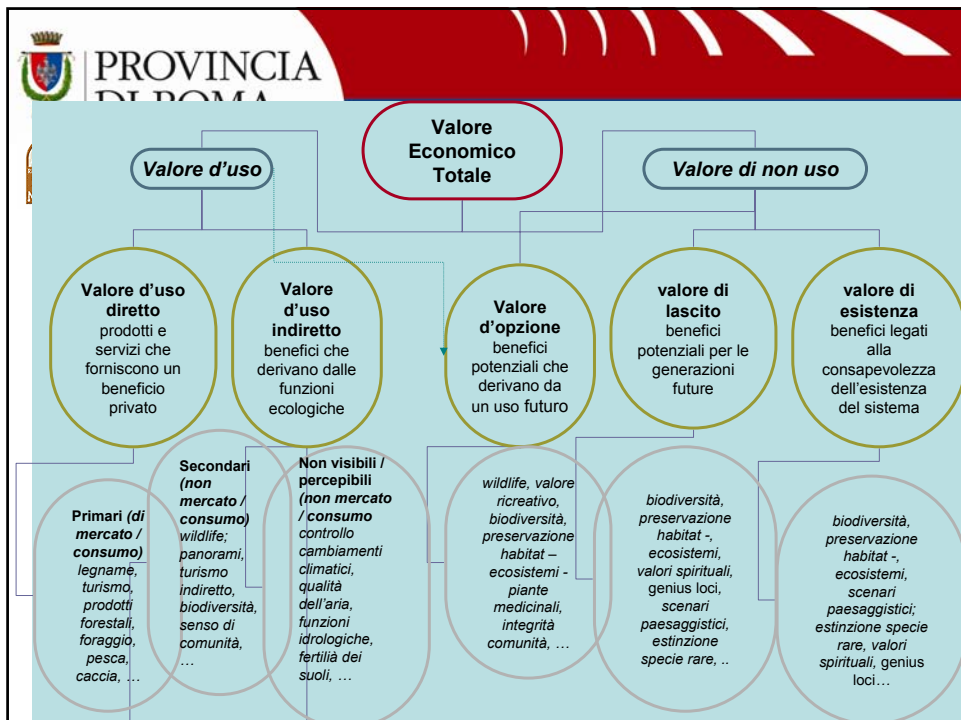 PROVINCIA
DI ROMA
Valore
Economico
Totale
Valore d'uso
Valore di non uso
Valore d'uso
diretto
prodotti e
servizi che
forniscono un
beneficio
privato
Valore
d'uso
indiretto
benefici che
derivano dalle
funzioni
ecologiche
Valore
d'opzione
benefici
potenziali che
derivano da
un uso futuro
valore di
lascito
benefici
potenziali per le
generazioni
future
valore di
esistenza
benefici legati
alla
consapevolezza
dell'esistenza
del sistema
Primari (di
mercato /
consumo)
legname,
turismo,
prodotti
forestali,
foraggio,
pesca,
caccia, …
Secondari
(non
mercato /
consumo)
wildlife;
panorami,
turismo
indiretto,
biodiversità,
senso di
comunità,
…
Non visibili /
percepibili
(non mercato
/ consumo
controllo
cambiamenti
climatici,
qualità
dell'aria,
funzioni
idrologiche,
fertilià dei
suoli, …
wildlife, valore
ricreativo,
biodiversità,
preservazione
habitat –
ecosistemi -
piante
medicinali,
integrità
comunità, …
biodiversità,
preservazione
habitat -,
ecosistemi,
valori spirituali,
genius loci,
scenari
paesaggistici,
estinzione
specie rare, ..
biodiversità,
preservazione
habitat -,
ecosistemi,
scenari
paesaggistici;
estinzione specie
rare, valori
spirituali, genius
loci…